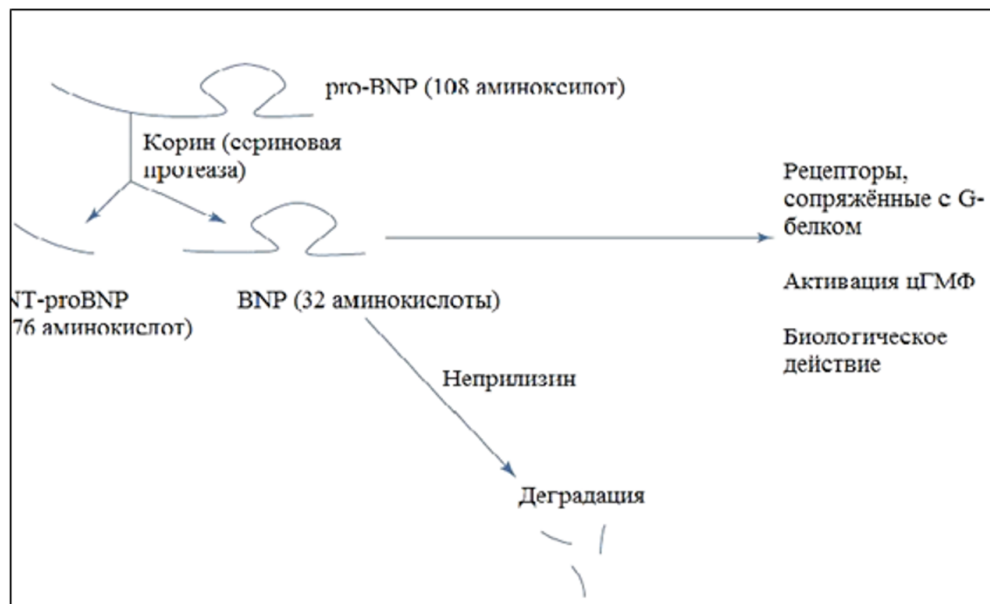 pro-BNP (108 аминоксилот)
Корин (сериновая
протеаза)
Рецепторы,
сопряжённые с G-
белком
NT-proBNP
76 аминокислот)
BNP (32 аминокислоты)
Активация цГМФ
Биологическое
действие
Неприлизин
Деградация